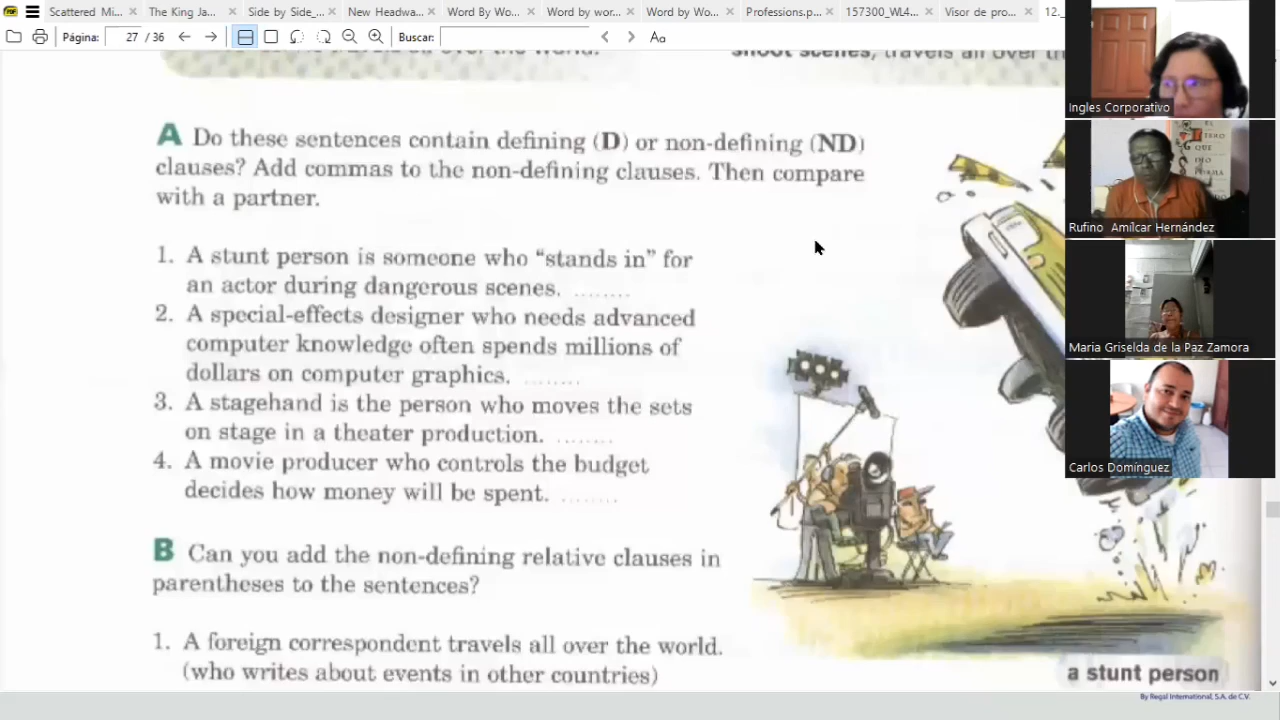 Scattered Mi... × The King Ja... × Side by Side_... × New Headwa... × Word By Wo... × Word by wor... × Word by Wo... × Professions.p... × 157300_WL4... × Visor de pro... × 12._
Página: 27 / 36 Buscar: Aa
shoot scenes, travels all over th
A Do these sentences contain defining (D) or non-defining (ND)
clauses? Add commas to the non-defining clauses. Then compare
with a partner.
1. A stunt person is someone who “stands in” for
an actor during dangerous scenes. ........
2. A special-effects designer who needs advanced
computer knowledge often spends millions of
dollars on computer graphics. ........
3. A stagehand is the person who moves the sets
on stage in a theater production. ........
4. A movie producer who controls the budget
decides how money will be spent. ........
B Can you add the non-defining relative clauses in
parentheses to the sentences?
1. A foreign correspondent travels all over the world.
(who writes about events in other countries)
a stunt person
By Regal International, S.A. de C.V.
Ingles Corporativo
Rufino Amílcar Hernández
Maria Griselda de la Paz Zamora
Carlos Domínguez